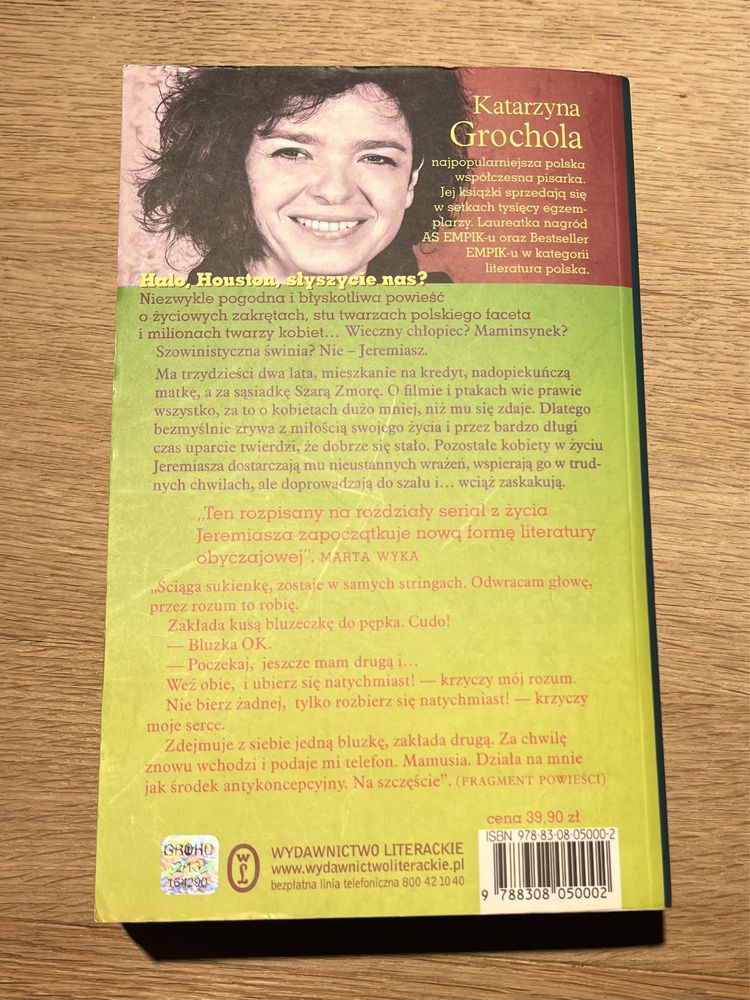 Katarzyna
Grochola
najpopularniejsza polska
współczesna pisarka.
Jej książki sprzedają się
w setkach tysięcy egzem-
plarzy. Laureatka nagród
AS EMPIK-u oraz Bestseller
EMPIK-u w kategorii
literatura polska.
Halo, Houston, słyszycie nas?
Niezwykle pogodna i błyskotliwa powieść
o życiowych zakrętach, stu twarzach polskiego faceta
i milionach twarzy kobiet… Wieczny chłopiec? Maminsynek?
Szowinistyczna świnia? Nie – Jeremiasz.
Ma trzydzieści dwa lata, mieszkanie na kredyt, nadopiekuńczą
matkę, a za sąsiadkę Szarą Zmorę. O filmie i ptakach wie prawie
wszystko, za to o kobietach dużo mniej, niż mu się zdaje. Dlatego
bezmyślnie zrywa z miłością swojego życia i przez bardzo długi
czas uparcie twierdzi, że dobrze się stało. Pozostałe kobiety w życiu
Jeremiasza dostarczają mu nieustannych wrażeń, wspierają go w trud-
nych chwilach, ale doprowadzają do szału i… wciąż zaskakują.
„Ten rozpisany na rozdziały serial z życia
Jeremiasza zapoczątkuje nową formę literatury
obyczajowej”. MARTA WYKA
„Ściąga sukienkę, zostaje w samych stringach. Odwracam głowę,
przez rozum to robię.
Zakłada kusą bluzeczkę do pępka. Cudo!
— Bluzka OK.
— Poczekaj, jeszcze mam drugą i…
Weź obie, i ubierz się natychmiast! — krzyczy mój rozum.
Nie bierz żadnej, tylko rozbierz się natychmiast! — krzyczy
moje serce.
Zdejmuje z siebie jedną bluzkę, zakłada drugą. Za chwilę
znowu wchodzi i podaje mi telefon. Mamusia. Działa na mnie
jak środek antykoncepcyjny. Na szczęście”. (FRAGMENT POWIEŚCI)
cena 39,90 zł
ISBN 978-83-08-05000-2
9 788308 050002
GROHU
2/13
164290
WL
WYDAWNICTWO LITERACKIE
www.wydawnictwoliterackie.pl
bezpłatna linia telefoniczna 800 42 10 40